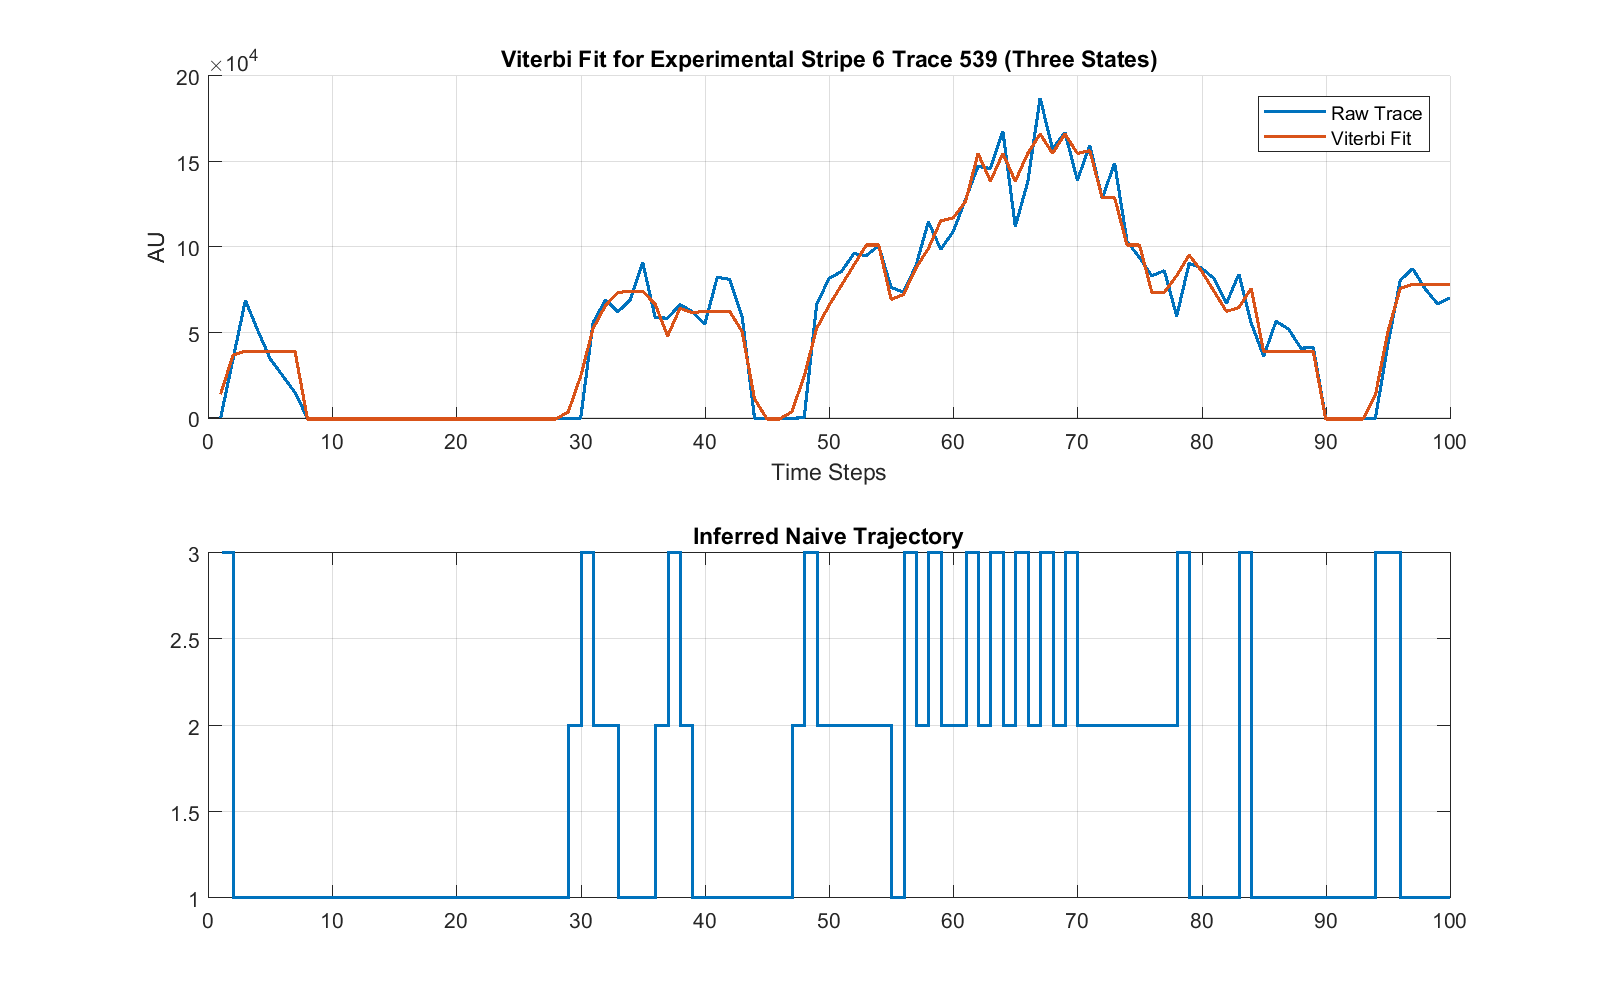 Viterbi Fit for Experimental Stripe 6 Trace 539 (Three States)
×10⁴
20
15
10
5
0
AU
Raw Trace
Viterbi Fit
0 10 20 30 40 50 60 70 80 90 100
Time Steps
Inferred Naive Trajectory
3
2.5
2
1.5
1
0 10 20 30 40 50 60 70 80 90 100